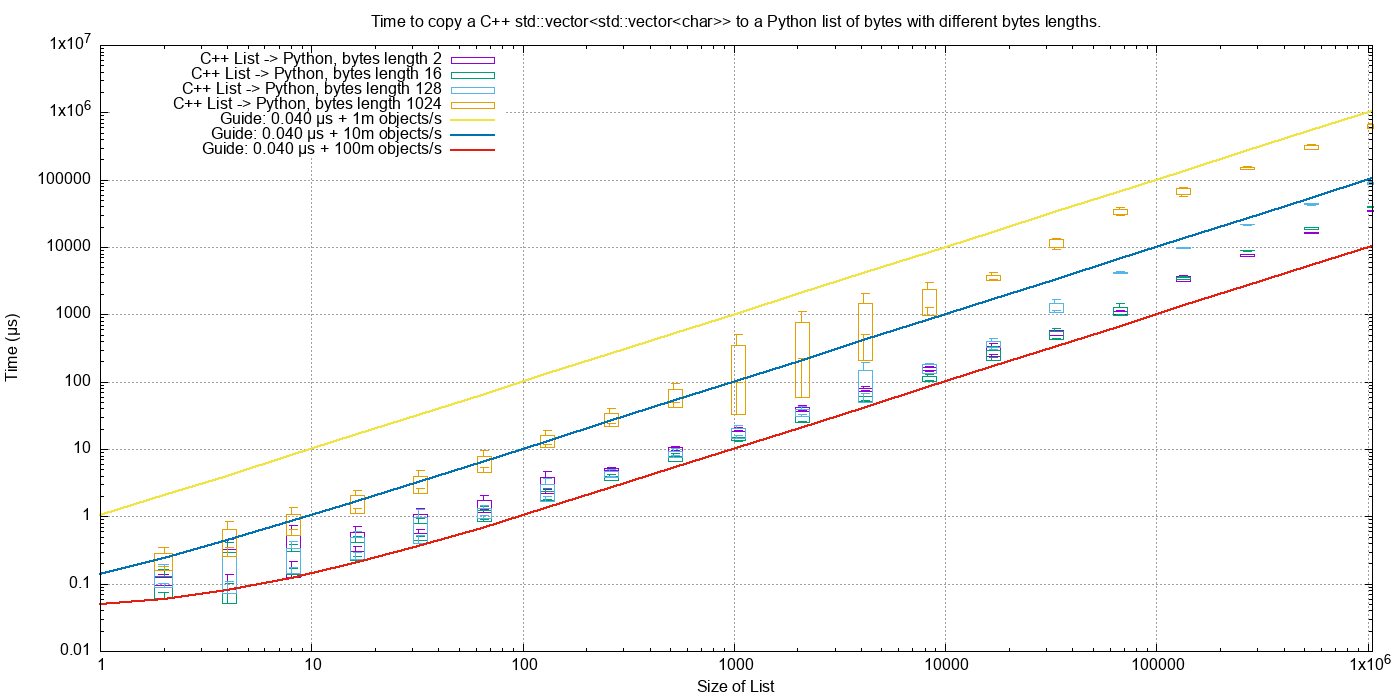 Time to copy a C++ std::vector<std::vector<char>> to a Python list of bytes with different bytes lengths.
1x10^7
1x10^6
100000
10000
1000
100
10
1
0.1
0.01
Time (µs)
C++ List -> Python, bytes length 2
C++ List -> Python, bytes length 16
C++ List -> Python, bytes length 128
C++ List -> Python, bytes length 1024
Guide: 0.040 µs + 1m objects/s
Guide: 0.040 µs + 10m objects/s
Guide: 0.040 µs + 100m objects/s
1 10 100 1000 10000 100000 1x10^6
Size of List